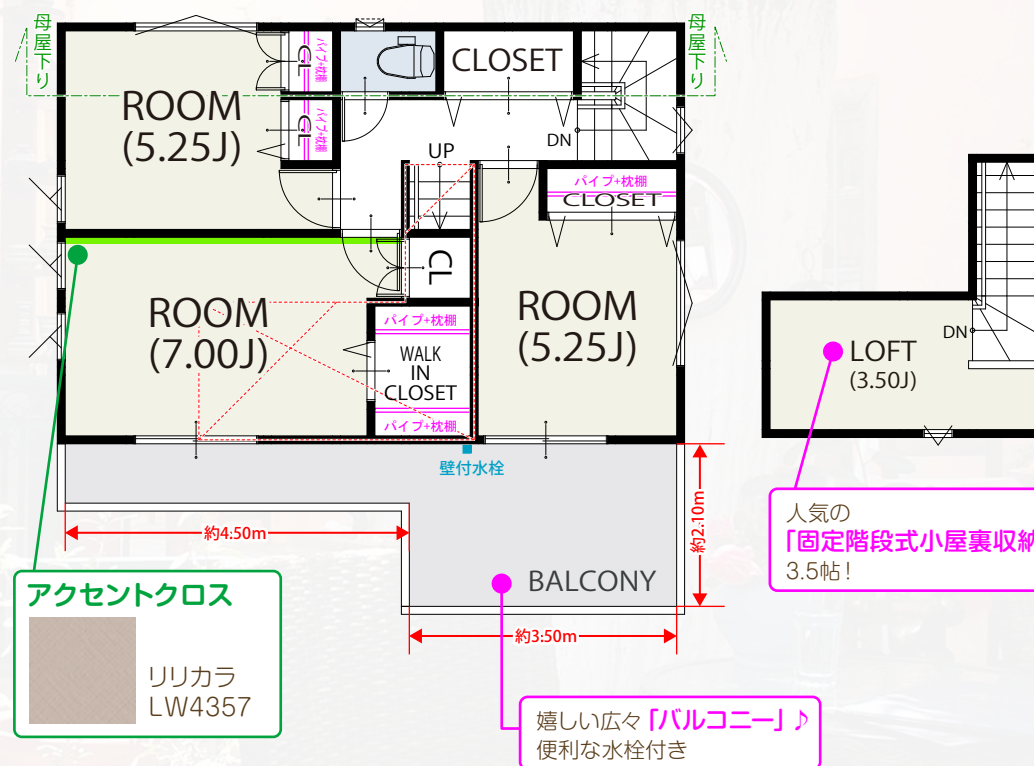 母屋下り
母屋下り
CL
パイプ+枕棚
CL
パイプ+枕棚
CLOSET
ROOM
(5.25J)
DN
UP
パイプ+枕棚
CLOSET
CL
ROOM
(7.00J)
パイプ+枕棚
WALK
IN
CLOSET
パイプ+枕棚
ROOM
(5.25J)
DN
LOFT
(3.50J)
壁付水栓
約4:50m
約2.10m
BALCONY
約3:50m
人気の
「固定階段式小屋裏収納
3.5帖!
アクセントクロス
リリカラ
LW4357
嬉しい広々「バルコニー」♪
便利な水栓付き